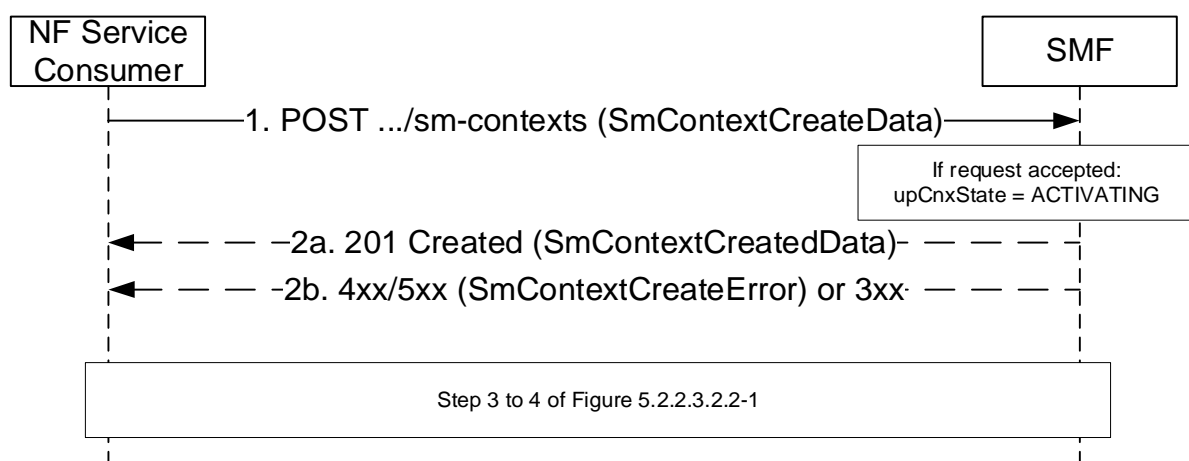 NF Service
Consumer
SMF
1. POST .../sm-contexts (SmContextCreateData)
If request accepted:
upCnxState = ACTIVATING
2a. 201 Created (SmContextCreatedData)
2b. 4xx/5xx (SmContextCreateError) or 3xx
Step 3 to 4 of Figure 5.2.2.3.2.2-1